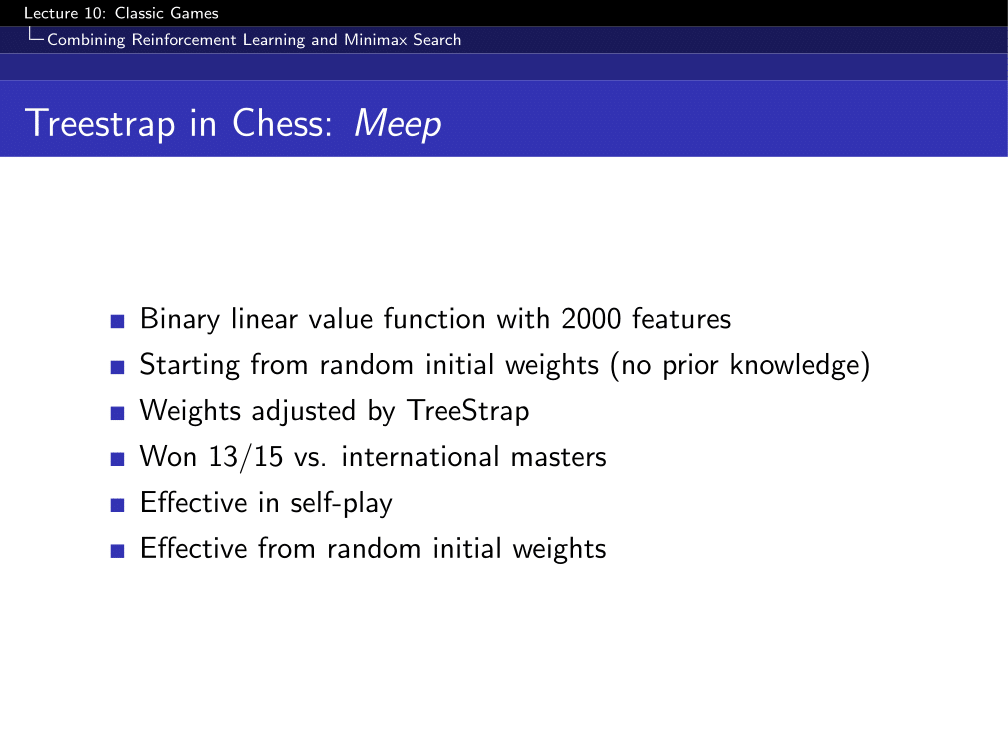 Lecture 10: Classic Games
Combining Reinforcement Learning and Minimax Search
Treestrap in Chess: Meep
Binary linear value function with 2000 features
Starting from random initial weights (no prior knowledge)
Weights adjusted by TreeStrap
Won 13/15 vs. international masters
Effective in self-play
Effective from random initial weights